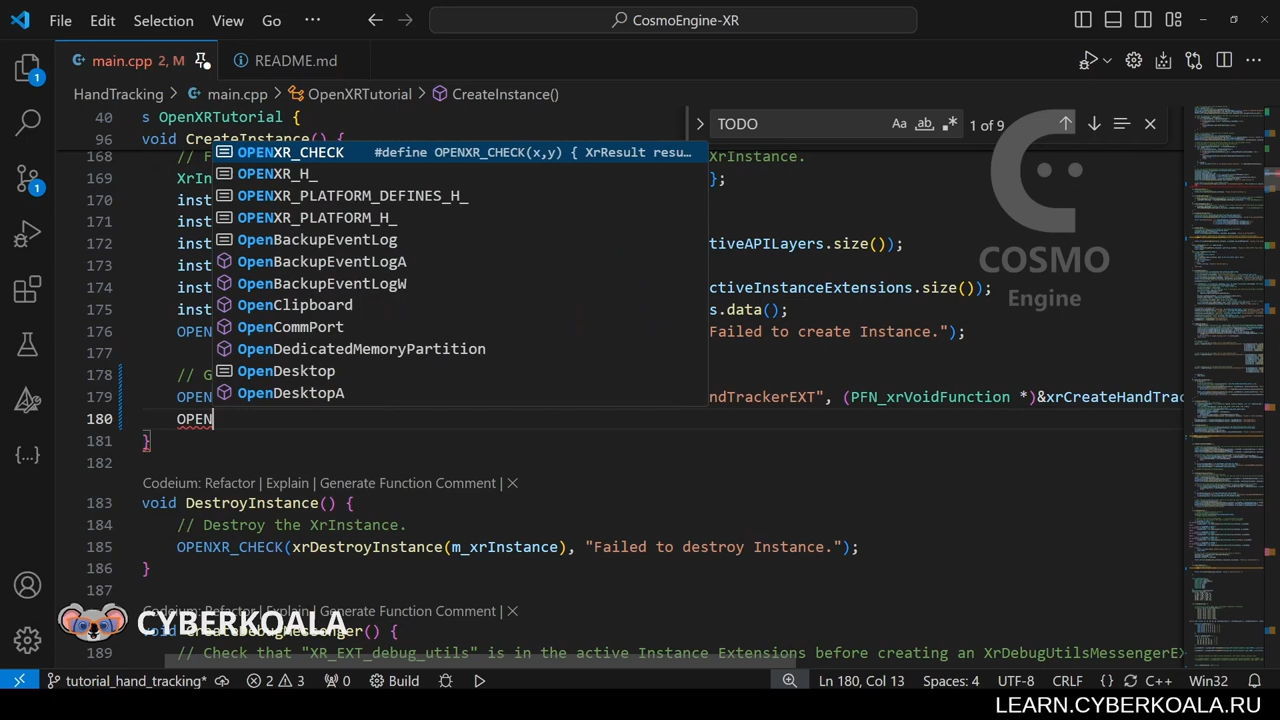 File Edit Selection View Go ··· CosmoEngine-XR
main.cpp 2, M README.md
HandTracking > main.cpp > OpenXRTutorial > CreateInstance()
40 s OpenXRTutorial {
96 void CreateInstance() {
TODO Aa ab of 9
OPENXR_CHECK { XrResult resu…
OPENXR_H_
OPENXR_PLATFORM_DEFINES_H_
OPENXR_PLATFORM_H_
OpenBackupEventLog
OpenBackupEventLogA
OpenBackupEventLogW
OpenClipboard
OpenCommPort
OpenDedicatedMemoryPartition
OpenDesktop
OpenDesktopA
168 // F XrInstance.
169 XrIn };
170 inst
171 inst
172 inst tiveAPILayers.size());
173 inst
174 inst ctiveInstanceExtensions.size());
175 inst s.data();
176 OPEN Failed to create Instance.");
177
178 // G
179 OPEN ndTrackerEXT", (PFN_xrVoidFunction *)&xrCreateHandTrac
180 OPEN
181 }
182
Codeium: Refactor | Explain | Generate Function Comment | ×
183 void DestroyInstance() {
184 // Destroy the XrInstance.
185 OPENXR_CHECK(xrDestroyInstance(m_xrInstance), "Failed to destroy Instance.");
186 }
187
Codeium: Refactor | Explain | Generate Function Comment | ×
189 // Check that "XR_EXT_debug_utils" is in the active Instance Extensions before creating an XrDebugUtilsMessengerEX
COSMO
Engine
CYBERKOALA
tutorial_hand_tracking* 2 3 0 Build Ln 180, Col 13 Spaces: 4 UTF-8 CRLF {} C++ Win32
LEARN.CYBERKOALA.RU